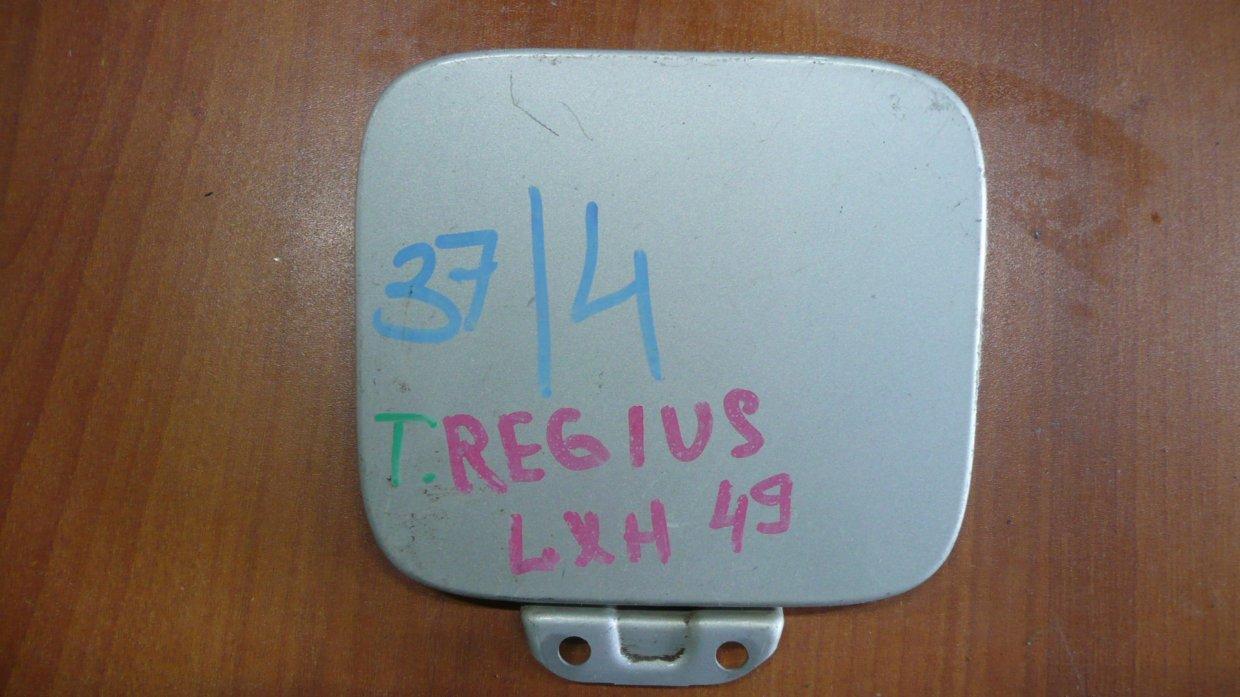 37/4
T. REGIUS
LXH 49